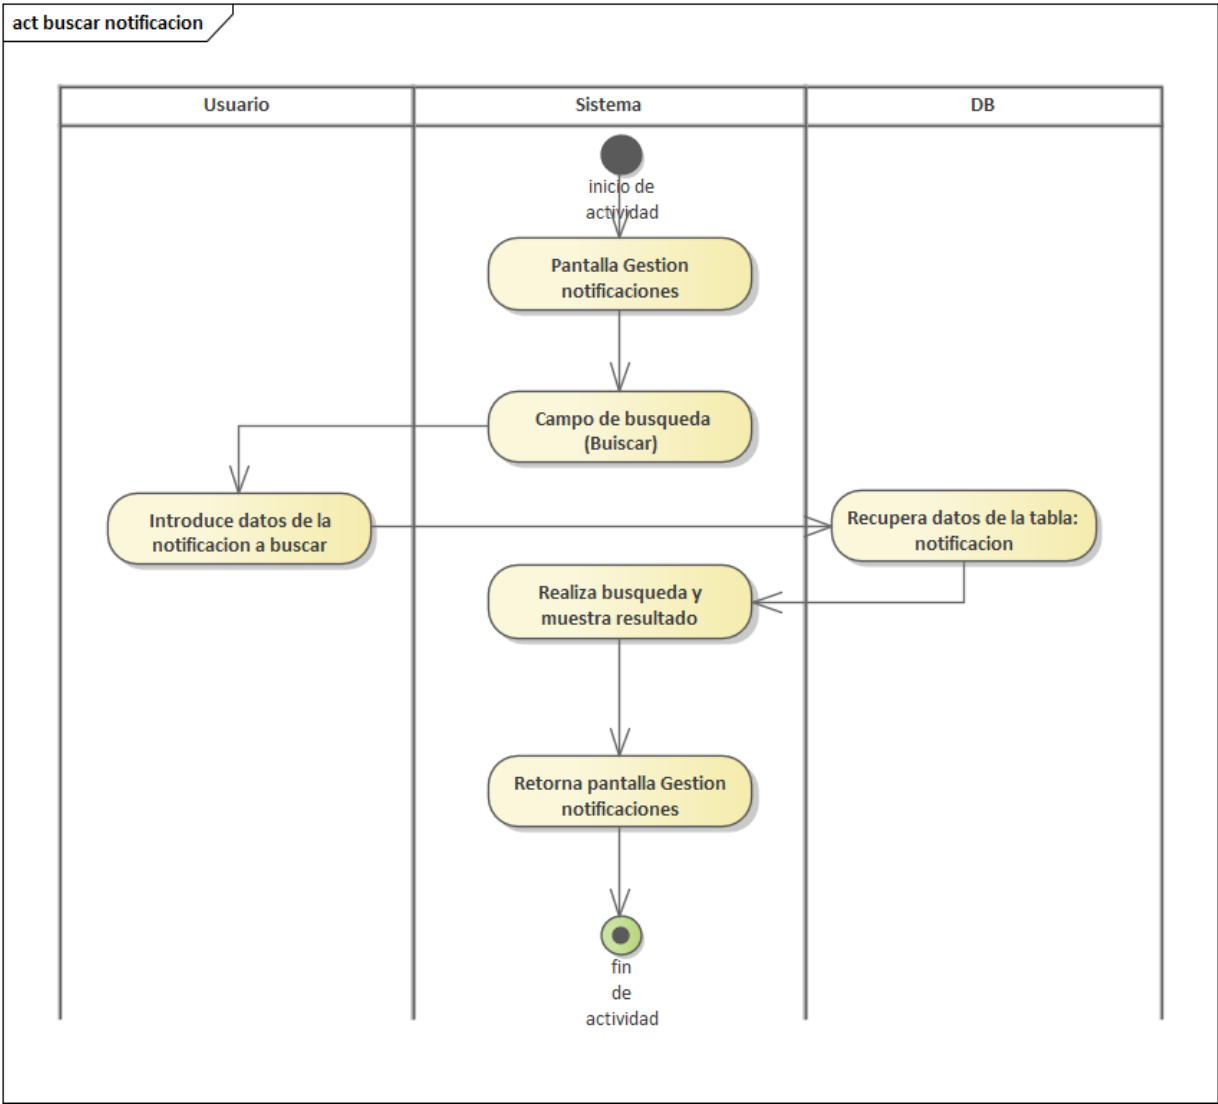 act buscar notificacion
Usuario
Sistema
DB
inicio de
actividad
Pantalla Gestion
notificaciones
Campo de busqueda
(Buiscar)
Introduce datos de la
notificacion a buscar
Recupera datos de la tabla:
notificacion
Realiza busqueda y
muestra resultado
Retorna pantalla Gestion
notificaciones
fin
de
actividad